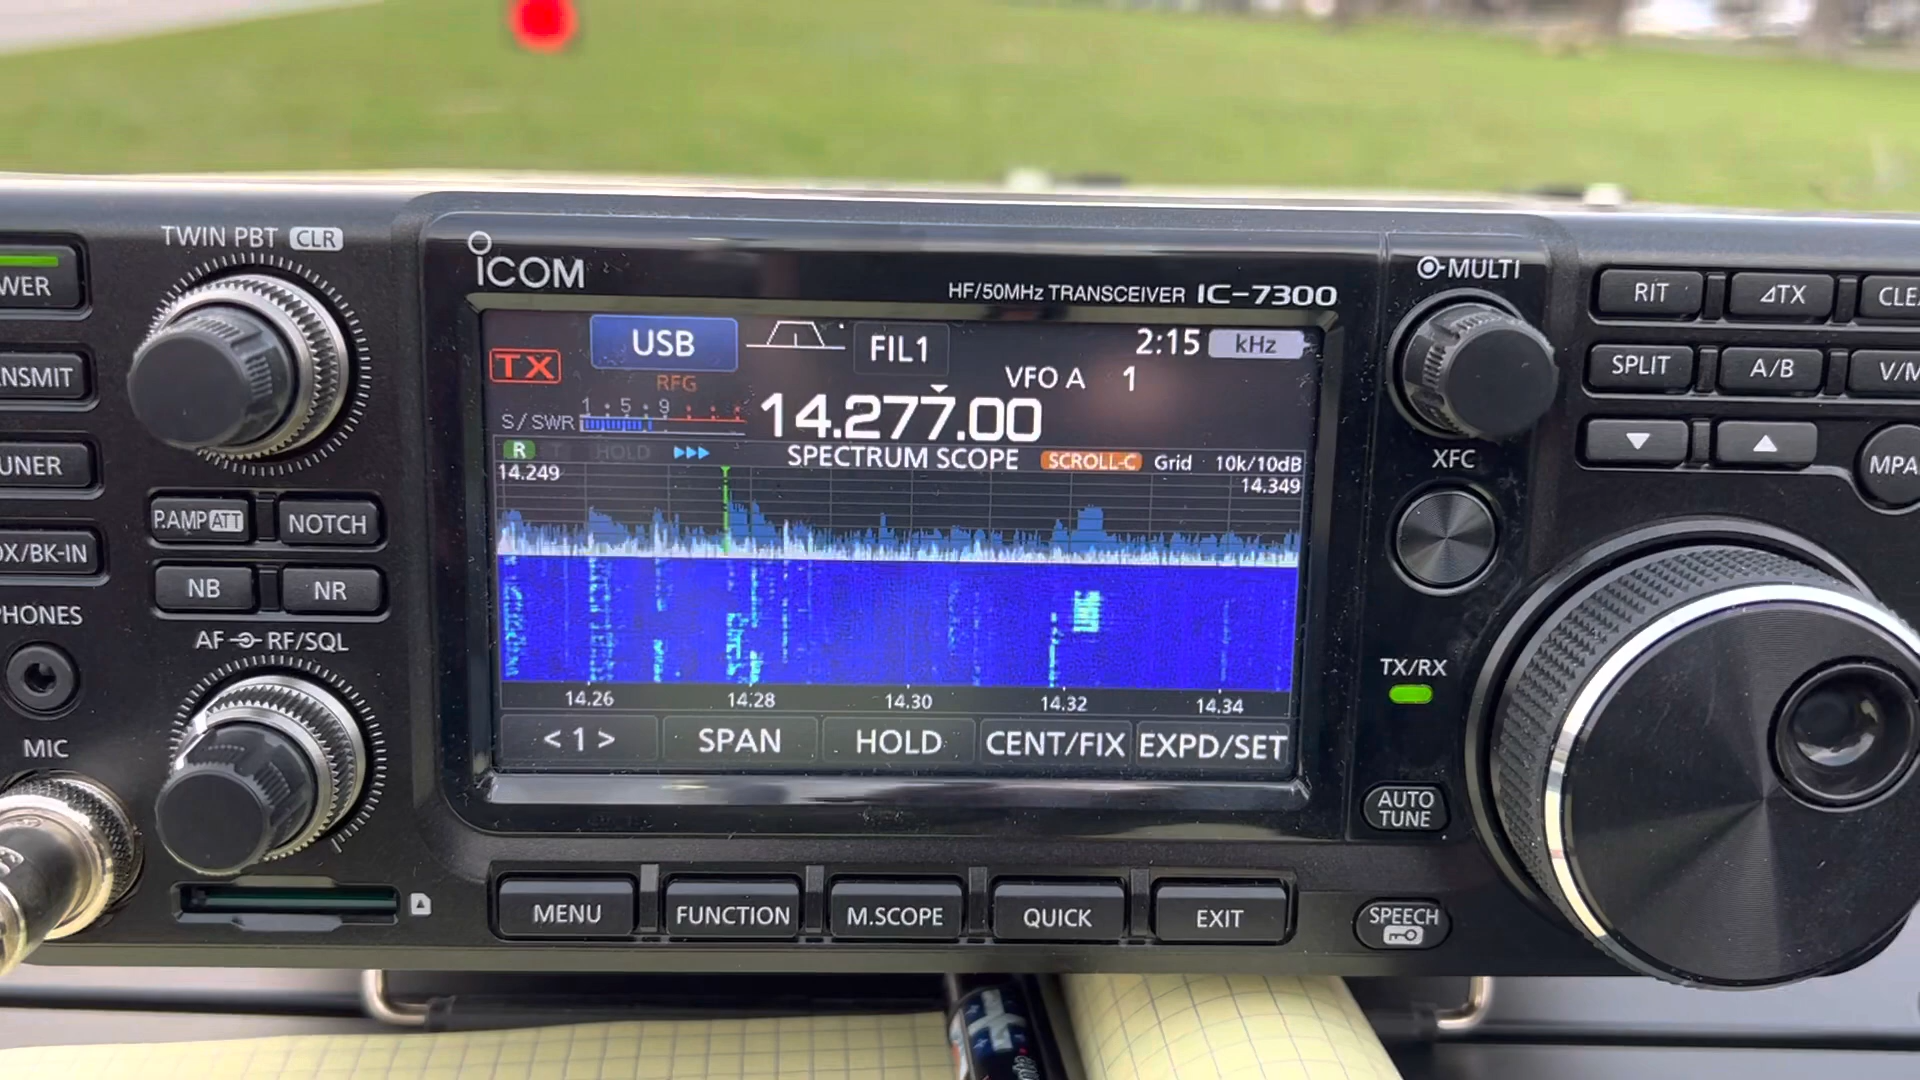 TWIN PBT CLR
WER
NSMIT
UNER
P.AMP ATT
NOTCH
OX/BK-IN
NB
NR
PHONES
AF RF/SQL
MIC
ICOM
HF/50MHz TRANSCEIVER IC-7300
TX
USB
FIL1
2:15 kHz
RFG
VFO A 1
1 5 9
S/SWR
14.277.00
R T HOLD
SPECTRUM SCOPE SCROLL-C Grid 10k/10dB
14.249
14.349
14.26 14.28 14.30 14.32 14.34
< 1 > SPAN HOLD CENT/FIX EXPD/SET
MENU FUNCTION M.SCOPE QUICK EXIT
MULTI
XFC
TX/RX
AUTO
TUNE
SPEECH
RIT ⊿TX CLEA
SPLIT A/B V/M
▼ ▲
MPA